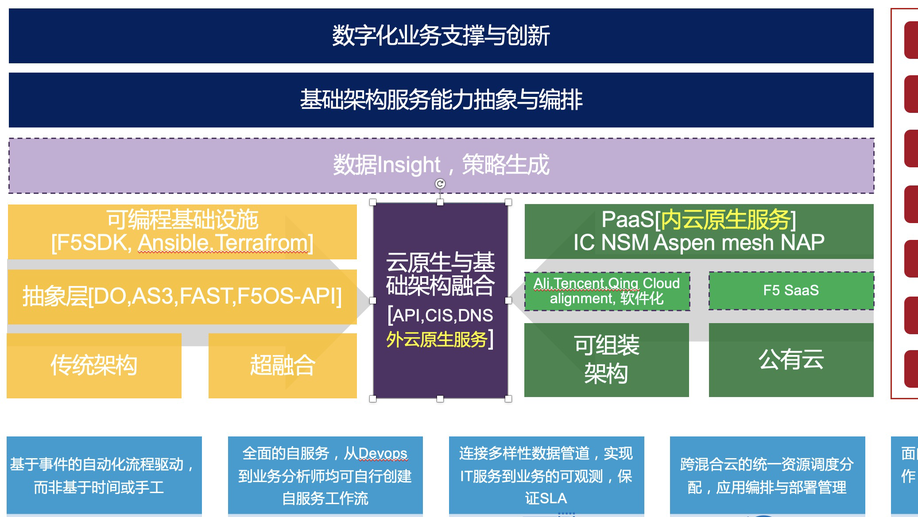 数字化业务支撑与创新
基础架构服务能力抽象与编排
数据Insight，策略生成
可编程基础设施
[F5SDK, Ansible.Terrafrom]
抽象层[DO,AS3,FAST,F5OS-API]
传统架构
超融合
云原生与基
础架构融合
[API,CIS,DNS
外云原生服务]
PaaS[内云原生服务]
IC NSM Aspen mesh NAP
Ali.Tencent,Qing Cloud
alignment, 软件化
F5 SaaS
可组装
架构
公有云
基于事件的自动化流程驱动，
而非基于时间或手工
全面的自服务，从Devops
到业务分析师均可自行创建
自服务工作流
连接多样性数据管道，实现
IT服务到业务的可观测，保
证SLA
跨混合云的统一资源调度分
配，应用编排与部署管理
面
作